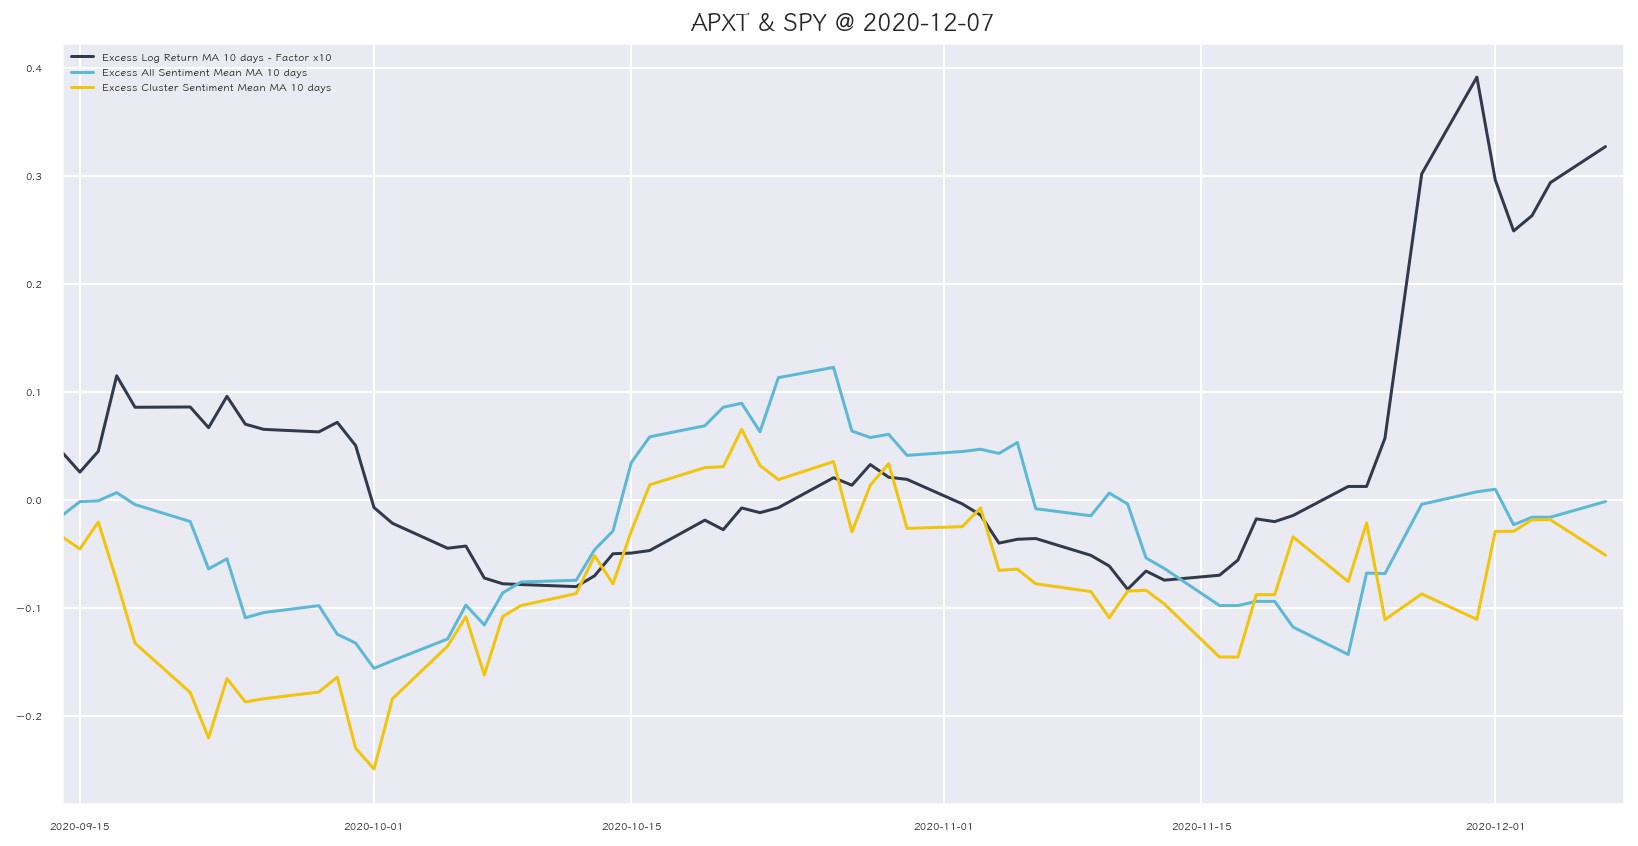 APXT & SPY @ 2020-12-07
Excess Log Return MA 10 days - Factor x10
Excess All Sentiment Mean MA 10 days
Excess Cluster Sentiment Mean MA 10 days
0.4
0.3
0.2
0.1
0.0
−0.1
−0.2
2020-09-15 2020-10-01 2020-10-15 2020-11-01 2020-11-15 2020-12-01